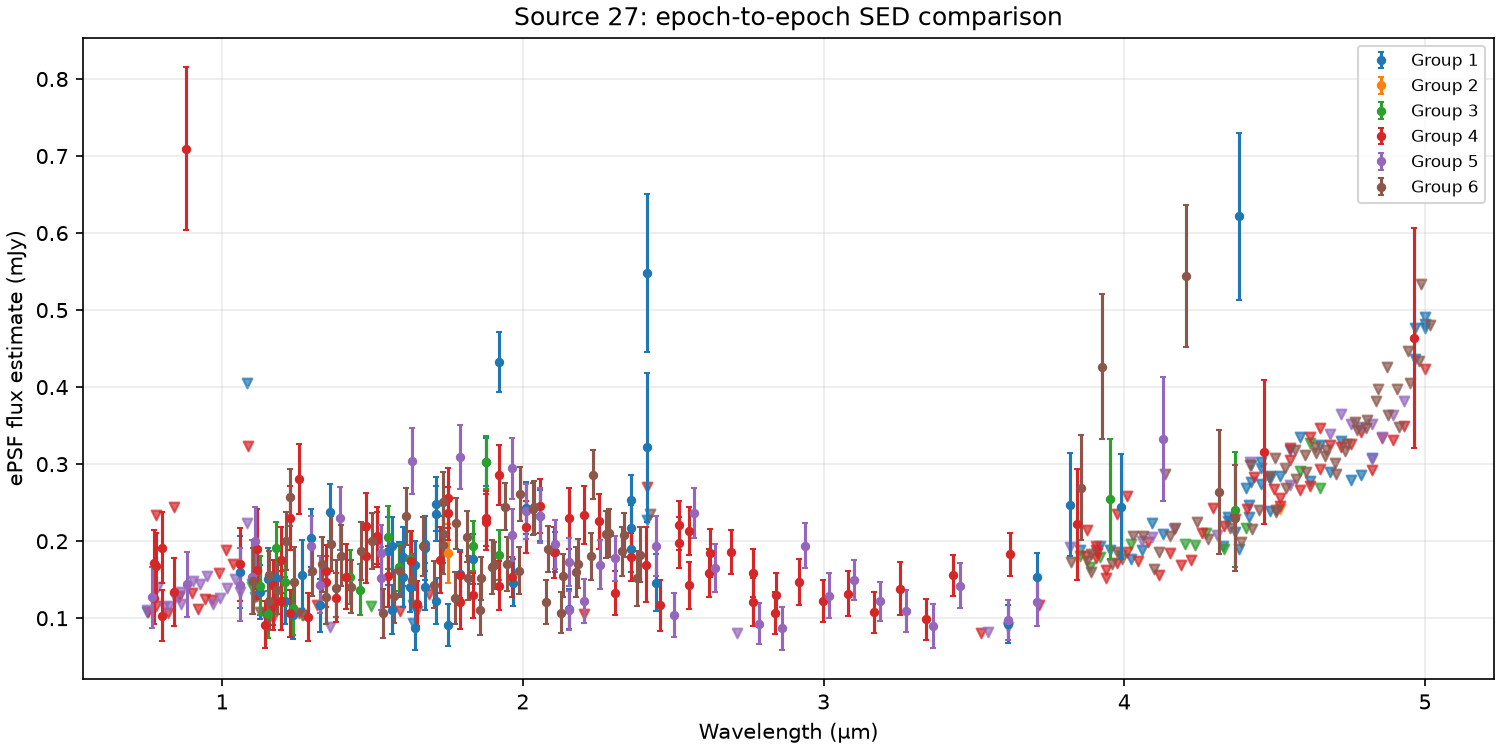 Source 27: epoch-to-epoch SED comparison
ePSF flux estimate (mJy)
0.8
0.7
0.6
0.5
0.4
0.3
0.2
0.1
Group 1
Group 2
Group 3
Group 4
Group 5
Group 6
1
2
3
4
5
Wavelength (μm)